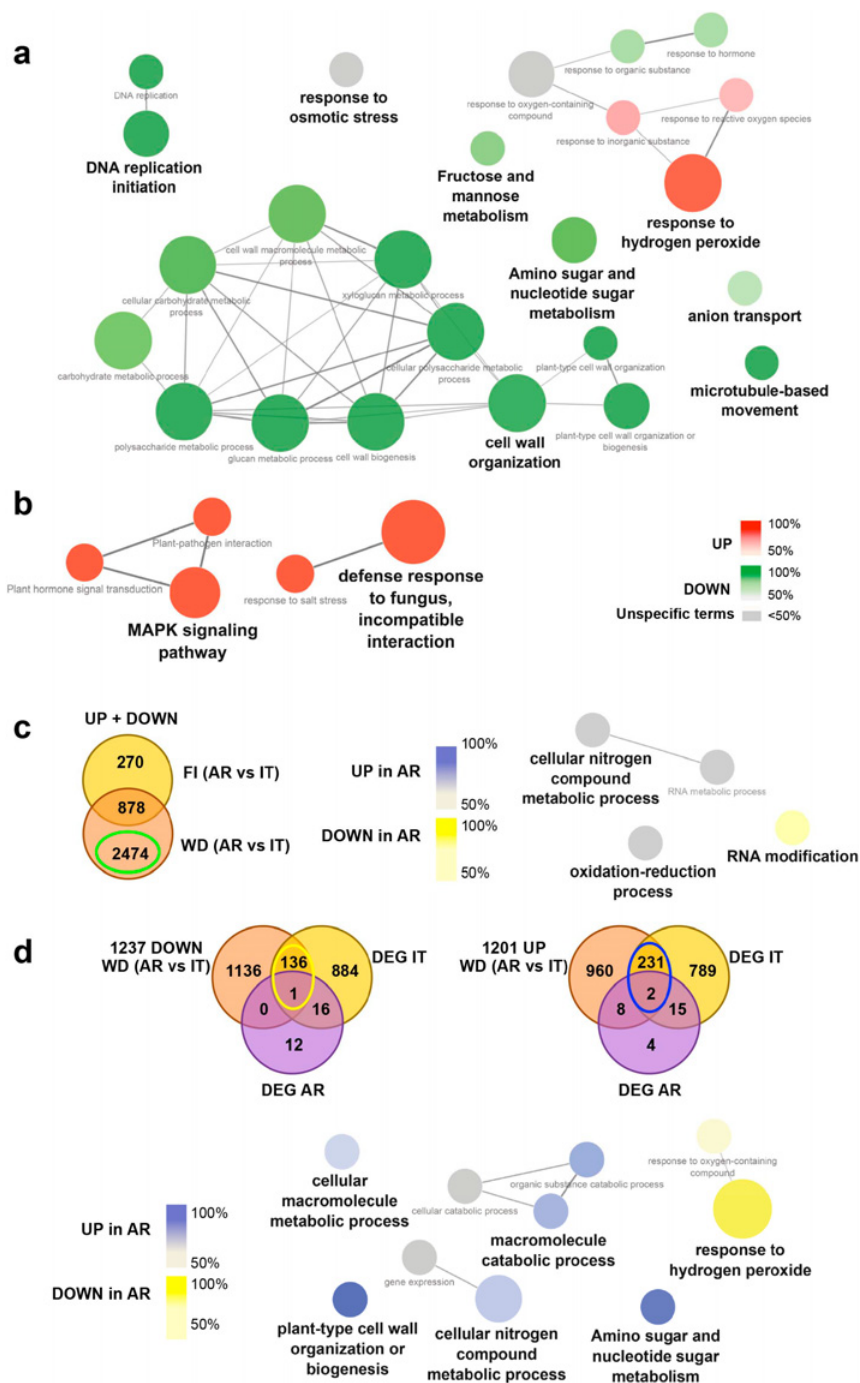 a
DNA replication
DNA replication
initiation
response to
osmotic stress
response to hormone
response to organic substance
response to oxygen-containing
compound
response to reactive oxygen species
response to inorganic substance
Fructose and
mannose
metabolism
response to
hydrogen peroxide
cell wall macromolecule metabolic
process
xyloglucan metabolic process
cellular carbohydrate metabolic
process
Amino sugar and
nucleotide sugar
metabolism
anion transport
carbohydrate metabolic process
cellular polysaccharide metabolic
process
plant-type cell wall organization
microtubule-based
movement
polysaccharide metabolic process
glucan metabolic process
cell wall biogenesis
cell wall
organization
plant-type cell wall organization or
biogenesis
b
Plant-pathogen interaction
Plant hormone signal transduction
MAPK signaling
pathway
response to salt stress
defense response
to fungus,
incompatible
interaction
UP
100%
50%
DOWN
100%
50%
Unspecific terms
<50%
c
UP + DOWN
270
FI (AR vs IT)
878
WD (AR vs IT)
2474
UP in AR
100%
50%
DOWN in AR
100%
50%
cellular nitrogen
compound
metabolic process
RNA metabolic process
oxidation-reduction
process
RNA modification
d
1237 DOWN
WD (AR vs IT)
1136
136
884
DEG IT
1
0
16
12
DEG AR
1201 UP
WD (AR vs IT)
960
231
789
DEG IT
2
8
15
4
DEG AR
UP in AR
100%
50%
DOWN in AR
100%
50%
cellular
macromolecule
metabolic process
organic substance catabolic process
cellular catabolic process
macromolecule
catabolic process
response to oxygen-containing
compound
response to
hydrogen peroxide
gene expression
plant-type cell wall
organization or
biogenesis
cellular nitrogen
compound
metabolic process
Amino sugar and
nucleotide sugar
metabolism